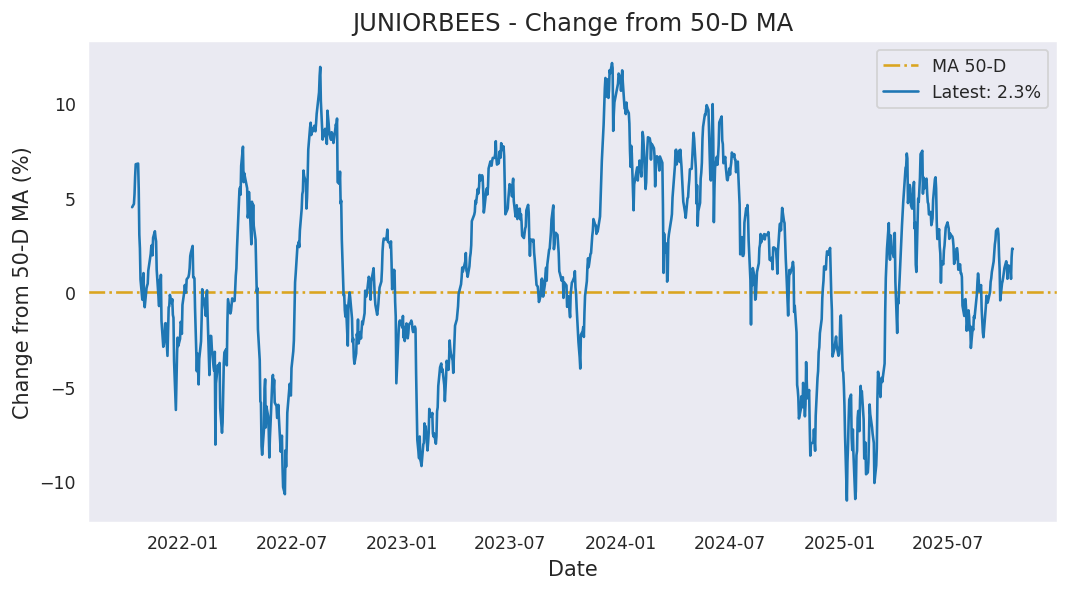 JUNIORBEES - Change from 50-D MA
MA 50-D
Latest: 2.3%
Change from 50-D MA (%)
10
5
0
−5
−10
2022-01 2022-07 2023-01 2023-07 2024-01 2024-07 2025-01 2025-07
Date